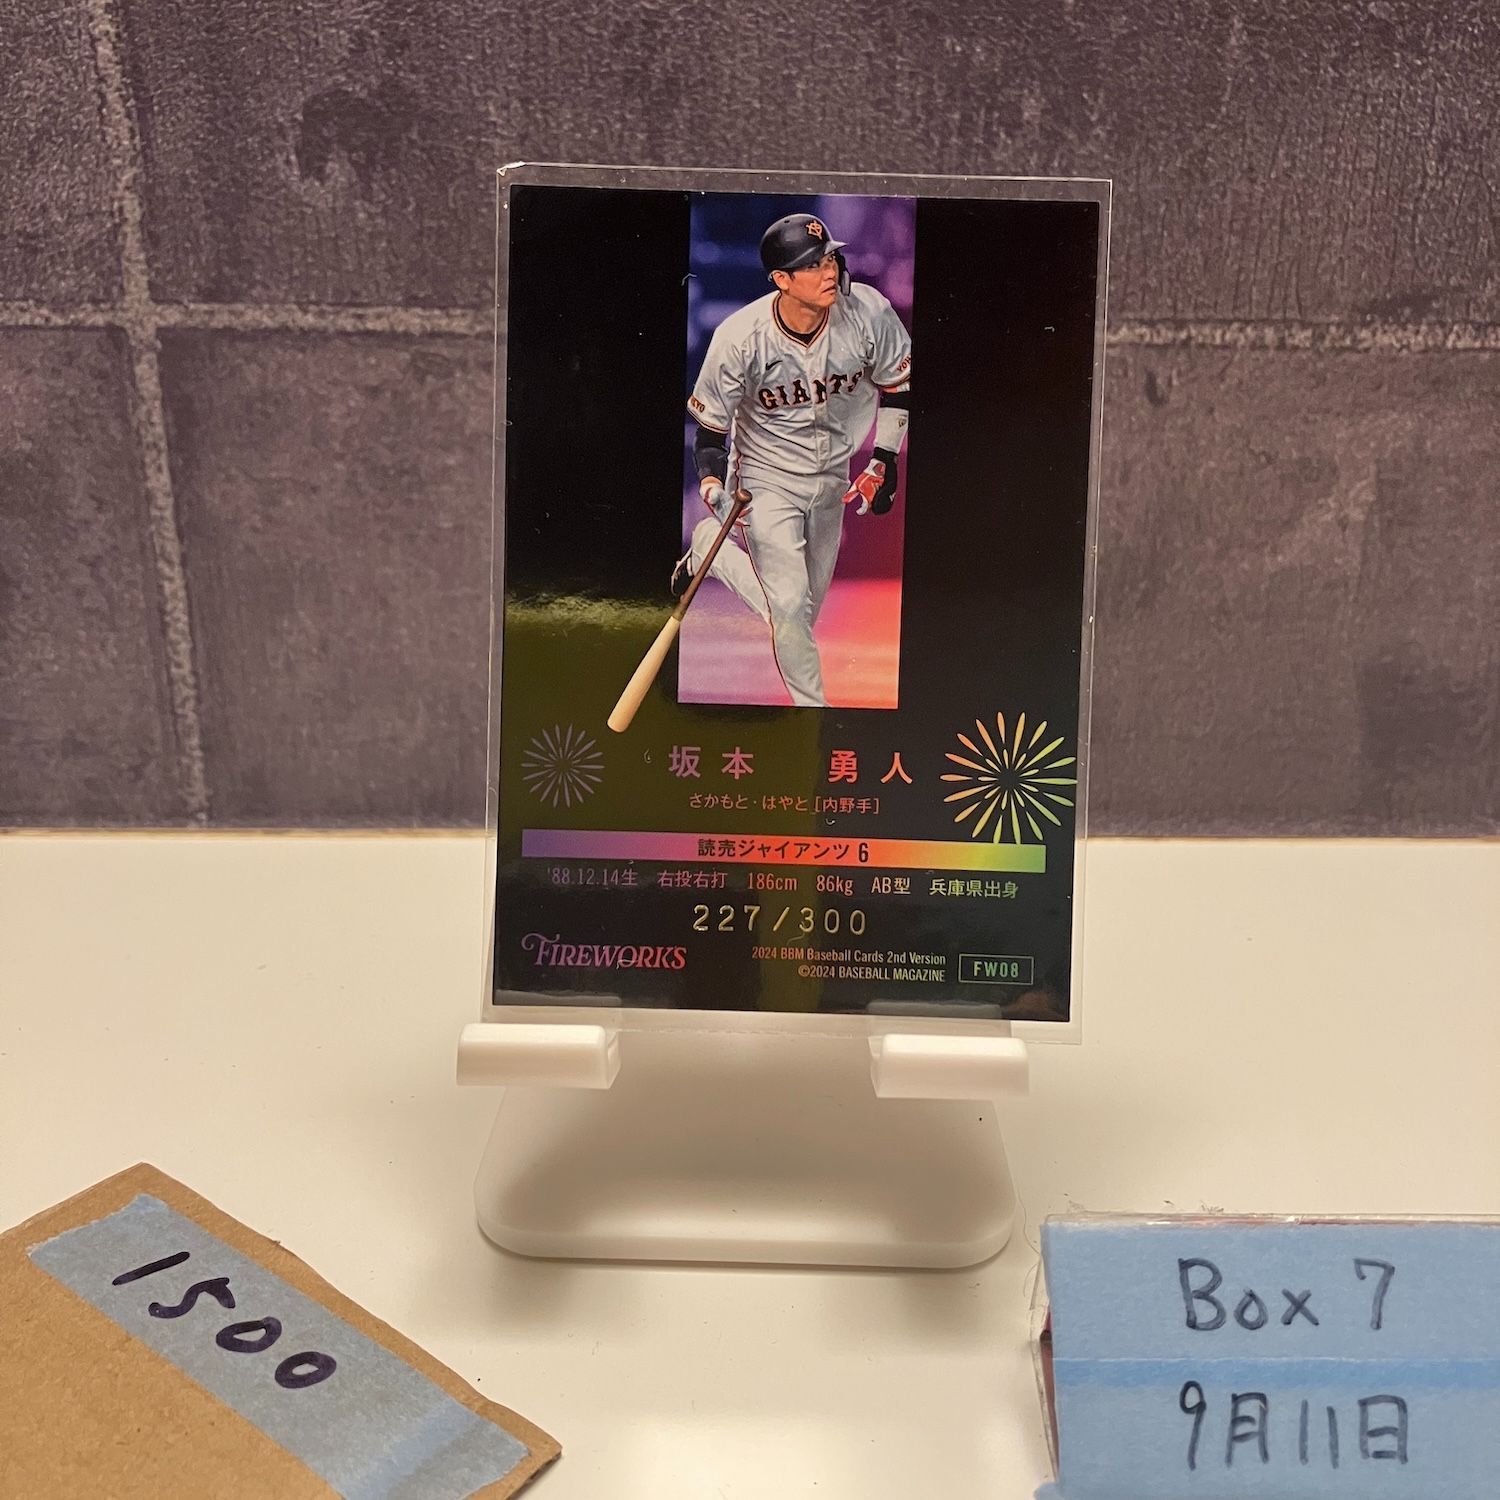 GIANTS
坂本 勇人
さかもと・はやと[内野手]
読売ジャイアンツ 6
'88.12.14生 右投右打 186cm 86kg AB型 兵庫県出身
227/300
FIREWORKS
2024 BBM Baseball Cards 2nd Version
©2024 BASEBALL MAGAZINE
FW08
1500
Box 7
9月11日